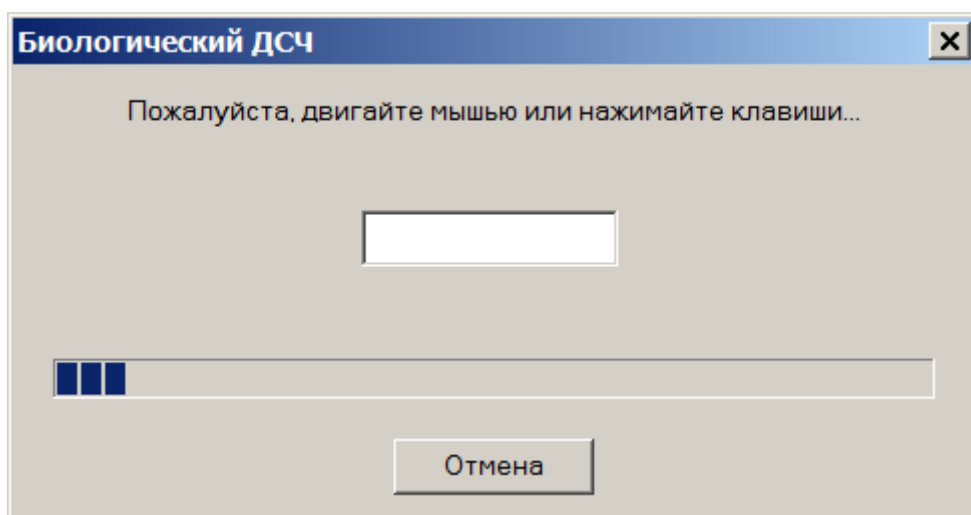 Биологический ДСЧ
Пожалуйста, двигайте мышью или нажимайте клавиши...
Отмена